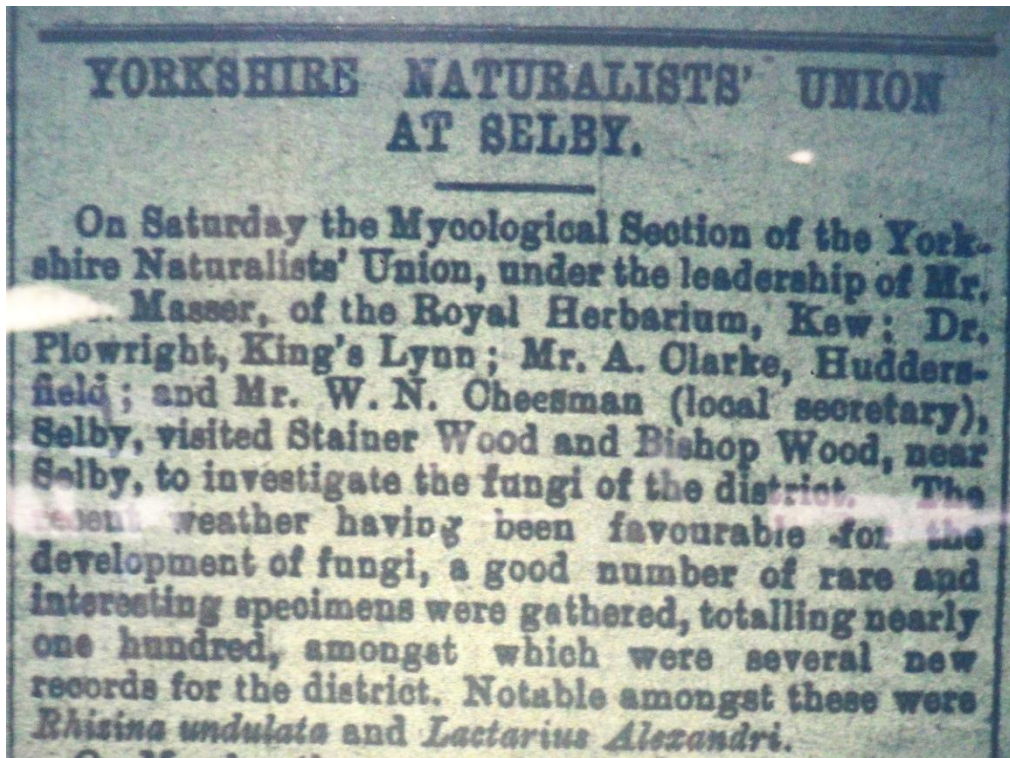 YORKSHIRE NATURALISTS' UNION
AT SELBY.
On Saturday the Mycological Section of the York-
shire Naturalists' Union, under the leadership of Mr.
Masser, of the Royal Herbarium, Kew; Dr.
Plowright, King's Lynn; Mr. A. Clarke, Hudders-
field; and Mr. W. N. Cheesman (local secretary),
Selby, visited Stainer Wood and Bishop Wood, near
Selby, to investigate the fungi of the district. The
recent weather having been favourable for the
development of fungi, a good number of rare and
interesting specimens were gathered, totalling nearly
one hundred, amongst which were several new
records for the district. Notable amongst these were
Rhisina undulata and Lactarius Alexandri.